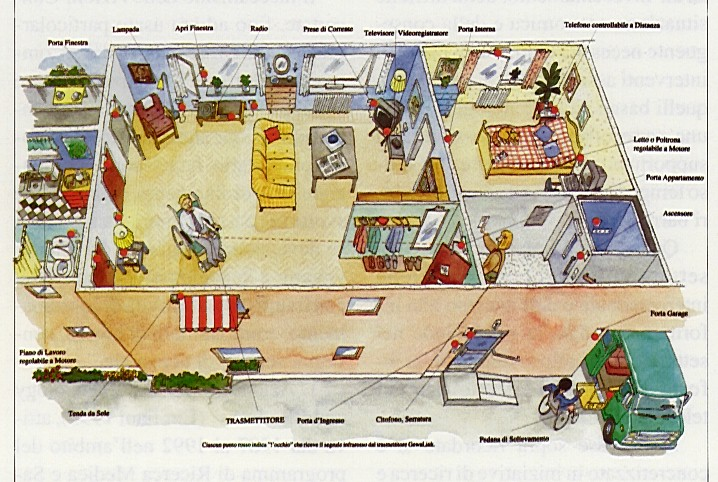 Lampada
Apri Finestra
Radio
Prese di Corrente
Televisore Videoregistratore
Porta Interna
Telefono controllabile a Distanza
Porta Finestra
Letto o Poltrona
regolabile a Motore
Porta Appartamento
Ascensore
Porta Garage
Piano di Lavoro
regolabile a Motore
Tenda da Sole
TRASMETTITORE
Porta d'Ingresso
Citofono, Serratura
Pedana di Sollevamento
Ciascun punto rosso indica "l'occhio" che riceve il segnale infrarosso dal trasmettitore GewaLink.